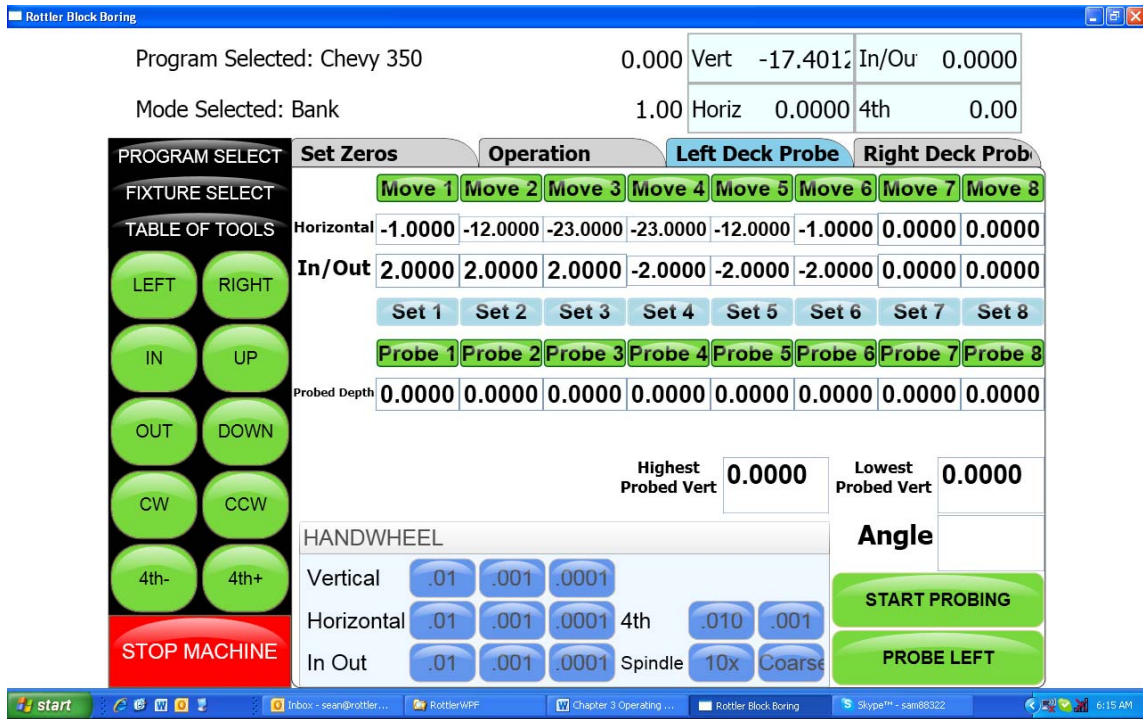 Rottler Block Boring
Program Selected: Chevy 350 0.000 Vert -17.4012 In/Ou 0.0000
Mode Selected: Bank 1.00 Horiz 0.0000 4th 0.00
PROGRAM SELECT Set Zeros Operation Left Deck Probe Right Deck Prob
FIXTURE SELECT Move 1 Move 2 Move 3 Move 4 Move 5 Move 6 Move 7 Move 8
TABLE OF TOOLS Horizontal -1.0000 -12.0000 -23.0000 -23.0000 -12.0000 -1.0000 0.0000 0.0000
LEFT RIGHT In/Out 2.0000 2.0000 2.0000 -2.0000 -2.0000 -2.0000 0.0000 0.0000
Set 1 Set 2 Set 3 Set 4 Set 5 Set 6 Set 7 Set 8
IN UP Probe 1 Probe 2 Probe 3 Probe 4 Probe 5 Probe 6 Probe 7 Probe 8
Probed Depth 0.0000 0.0000 0.0000 0.0000 0.0000 0.0000 0.0000 0.0000
OUT DOWN
Highest
Probed Vert 0.0000
Lowest
Probed Vert 0.0000
CW CCW
HANDWHEEL Angle
4th- 4th+ Vertical .01 .001 .0001
START PROBING
Horizontal .01 .001 .0001 4th .010 .001
STOP MACHINE In Out .01 .001 .0001 Spindle 10x Coarse PROBE LEFT
start Inbox - sean@rottler... RottlerWPF Chapter 3 Operating ... Rottler Block Boring Skype™ - sam88322 6:15 AM